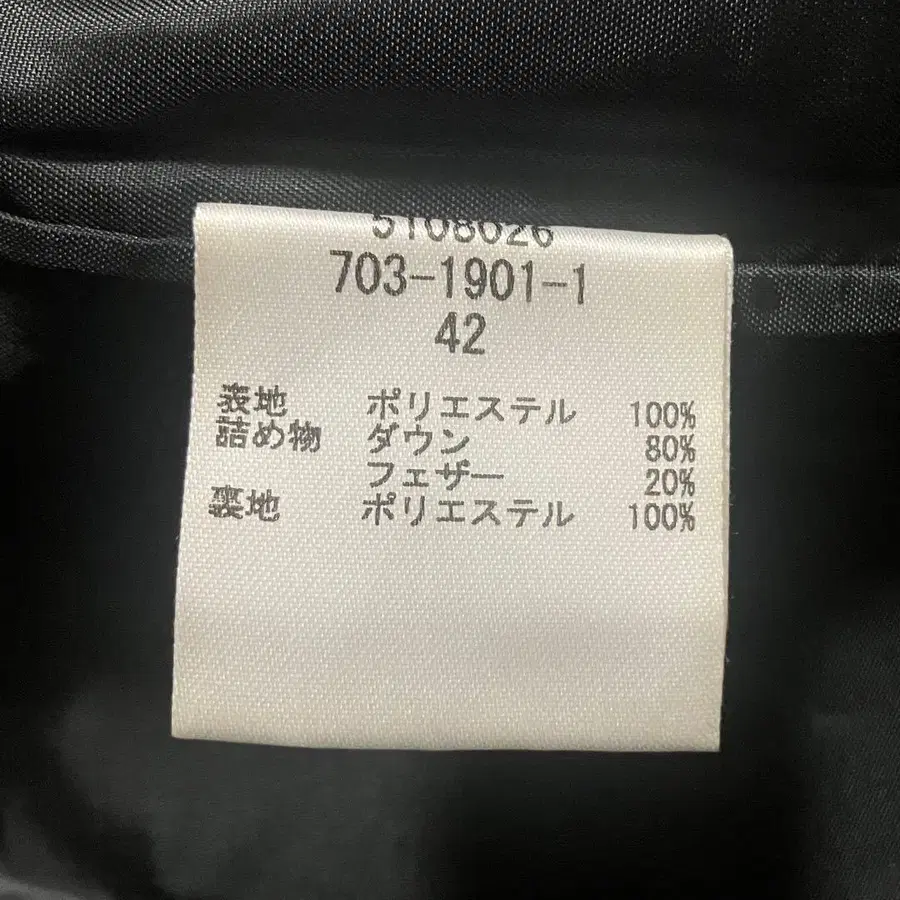 5108026
703-1901-1
42
表地 ポリエステル 100%
詰め物 ダウン 80%
フェザー 20%
裏地 ポリエステル 100%